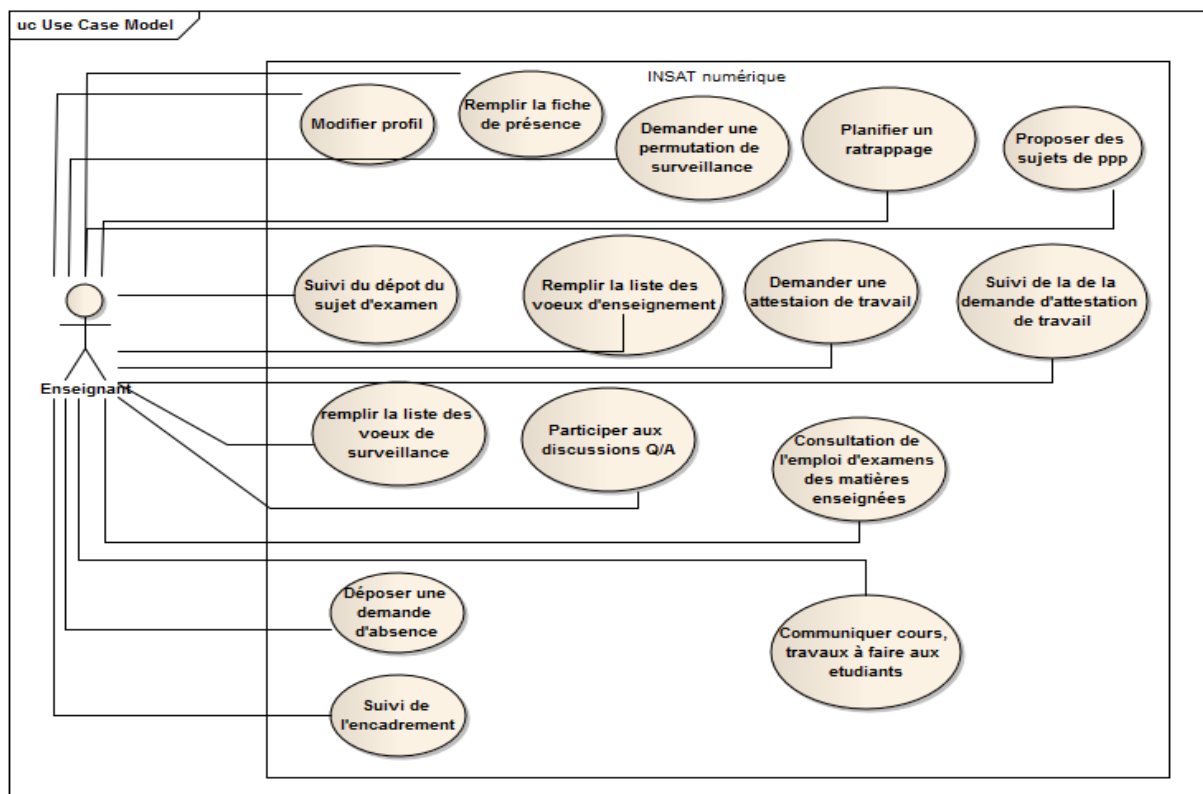 uc Use Case Model
INSAT numérique
Modifier profil
Remplir la fiche
de présence
Demander une
permutation de
surveillance
Planifier un
ratrappage
Proposer des
sujets de ppp
Suivi du dépot du
sujet d'examen
Remplir la liste des
voeux d'enseignement
Demander une
attestaion de travail
Suivi de la de la
demande d'attestation
de travail
Enseignant
remplir la liste des
voeux de
surveillance
Participer aux
discussions Q/A
Consultation de
l'emploi d'examens
des matières
enseignées
Déposer une
demande
d'absence
Communiquer cours,
travaux à faire aux
etudiants
Suivi de
l'encadrement